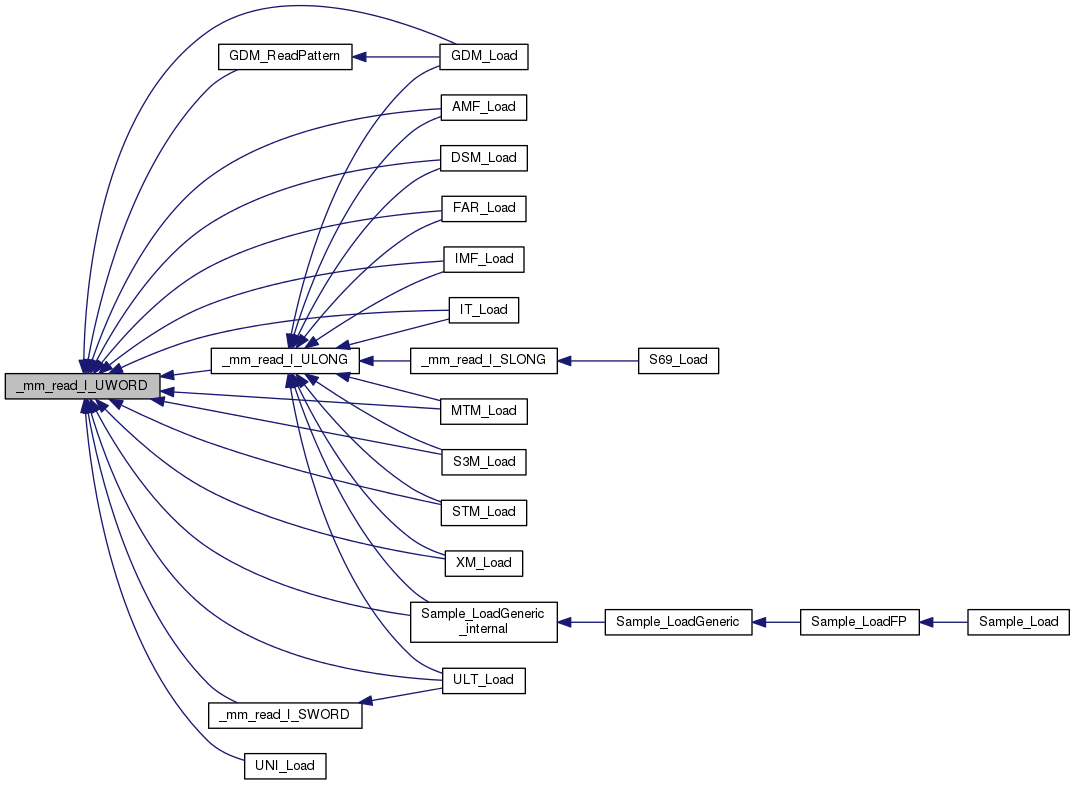 GDM_ReadPattern
GDM_Load
AMF_Load
DSM_Load
FAR_Load
IMF_Load
IT_Load
_mm_read_I_ULONG
_mm_read_I_SLONG
S69_Load
_mm_read_I_UWORD
MTM_Load
S3M_Load
STM_Load
XM_Load
Sample_LoadGeneric
_internal
Sample_LoadGeneric
Sample_LoadFP
Sample_Load
ULT_Load
_mm_read_I_SWORD
UNI_Load